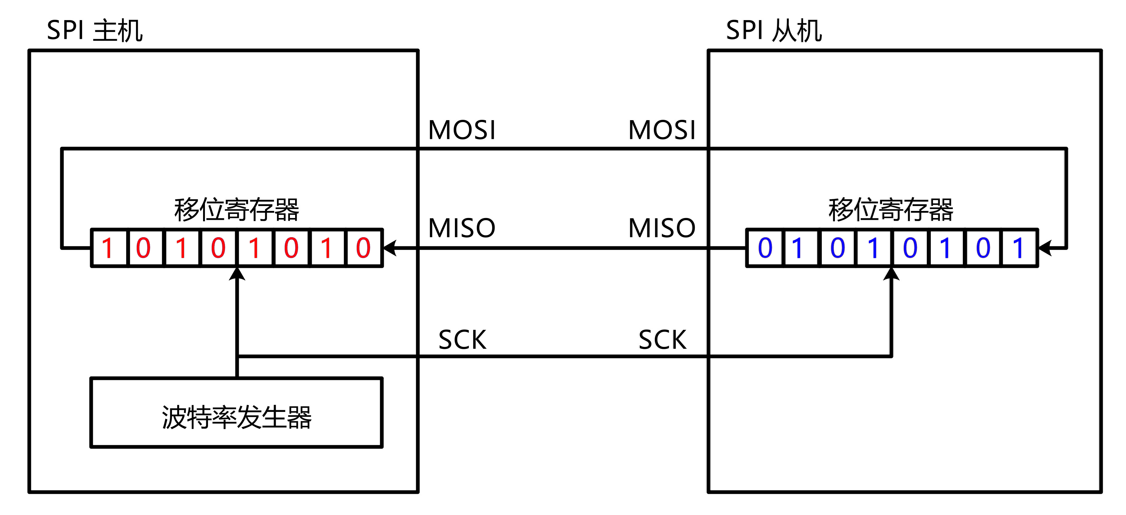 SPI 主机
SPI 从机
MOSI
MOSI
移位寄存器
移位寄存器
MISO
MISO
1 0 1 0 1 0 1 0
0 1 0 1 0 1 0 1
SCK
SCK
波特率发生器